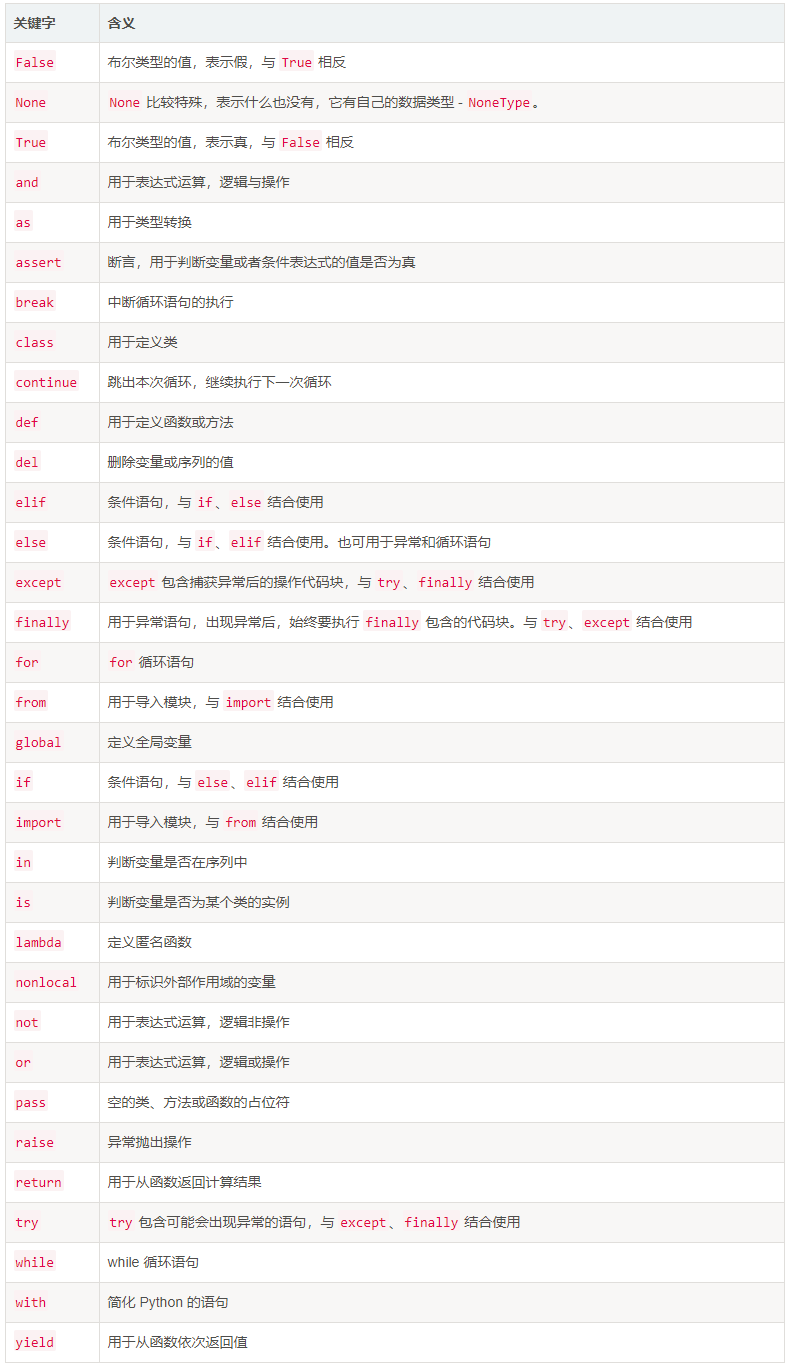 关键字 含义
False 布尔类型的值，表示假，与 True 相反
None None 比较特殊，表示什么也没有，它有自己的数据类型 - NoneType。
True 布尔类型的值，表示真，与 False 相反
and 用于表达式运算，逻辑与操作
as 用于类型转换
assert 断言，用于判断变量或者条件表达式的值是否为真
break 中断循环语句的执行
class 用于定义类
continue 跳出本次循环，继续执行下一次循环
def 用于定义函数或方法
del 删除变量或序列的值
elif 条件语句，与 if、else 结合使用
else 条件语句，与 if、elif 结合使用。也可用于异常和循环语句
except except 包含捕获异常后的操作代码块，与 try、finally 结合使用
finally 用于异常语句，出现异常后，始终要执行 finally 包含的代码块。与 try、except 结合使用
for for 循环语句
from 用于导入模块，与 import 结合使用
global 定义全局变量
if 条件语句，与 else、elif 结合使用
import 用于导入模块，与 from 结合使用
in 判断变量是否在序列中
is 判断变量是否为某个类的实例
lambda 定义匿名函数
nonlocal 用于标识外部作用域的变量
not 用于表达式运算，逻辑非操作
or 用于表达式运算，逻辑或操作
pass 空的类、方法或函数的占位符
raise 异常抛出操作
return 用于从函数返回计算结果
try try 包含可能会出现异常的语句，与 except、finally 结合使用
while while 循环语句
with 简化 Python 的语句
yield 用于从函数依次返回值